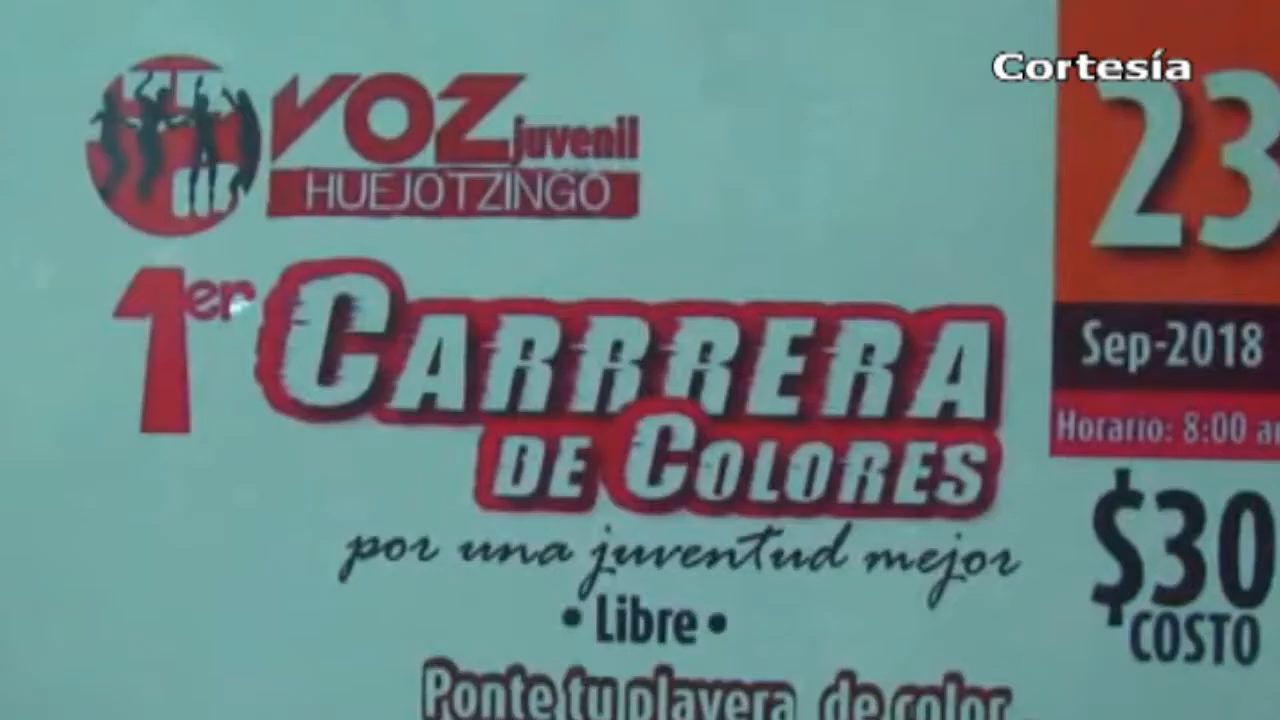 Cortesía
VOZ juvenil
HUEJOTZINGO
1er CARRRERA
DE COLORES
por una juventud mejor
• Libre •
Ponte tu playera de color
23
Sep-2018
Horario: 8:00
$30
COSTO